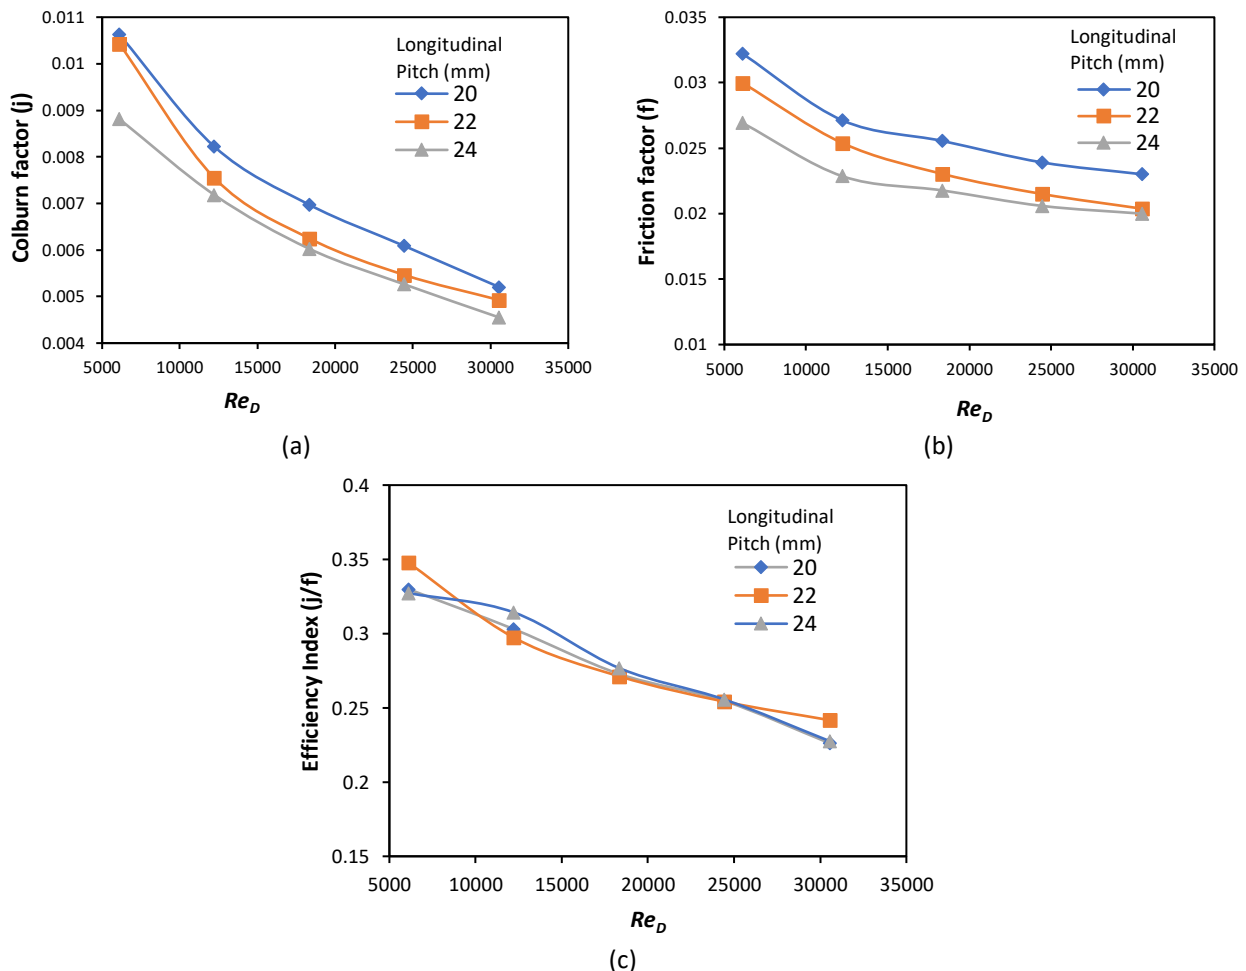 Colburn factor (j)
0.011
0.01
0.009
0.008
0.007
0.006
0.005
0.004
5000 10000 15000 20000 25000 30000 35000
Re_D
Longitudinal
Pitch (mm)
20
22
24
(a)
Friction factor (f)
0.035
0.03
0.025
0.02
0.015
0.01
5000 10000 15000 20000 25000 30000 35000
Re_D
Longitudinal
Pitch (mm)
20
22
24
(b)
Efficiency Index (j/f)
0.4
0.35
0.3
0.25
0.2
0.15
5000 10000 15000 20000 25000 30000 35000
Re_D
Longitudinal
Pitch (mm)
20
22
24
(c)